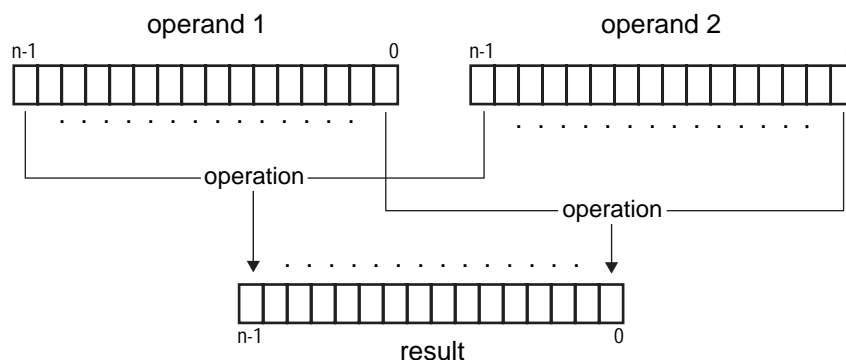 operand 1 operand 2
n-1 0 n-1
operation
operation
n-1 0
result